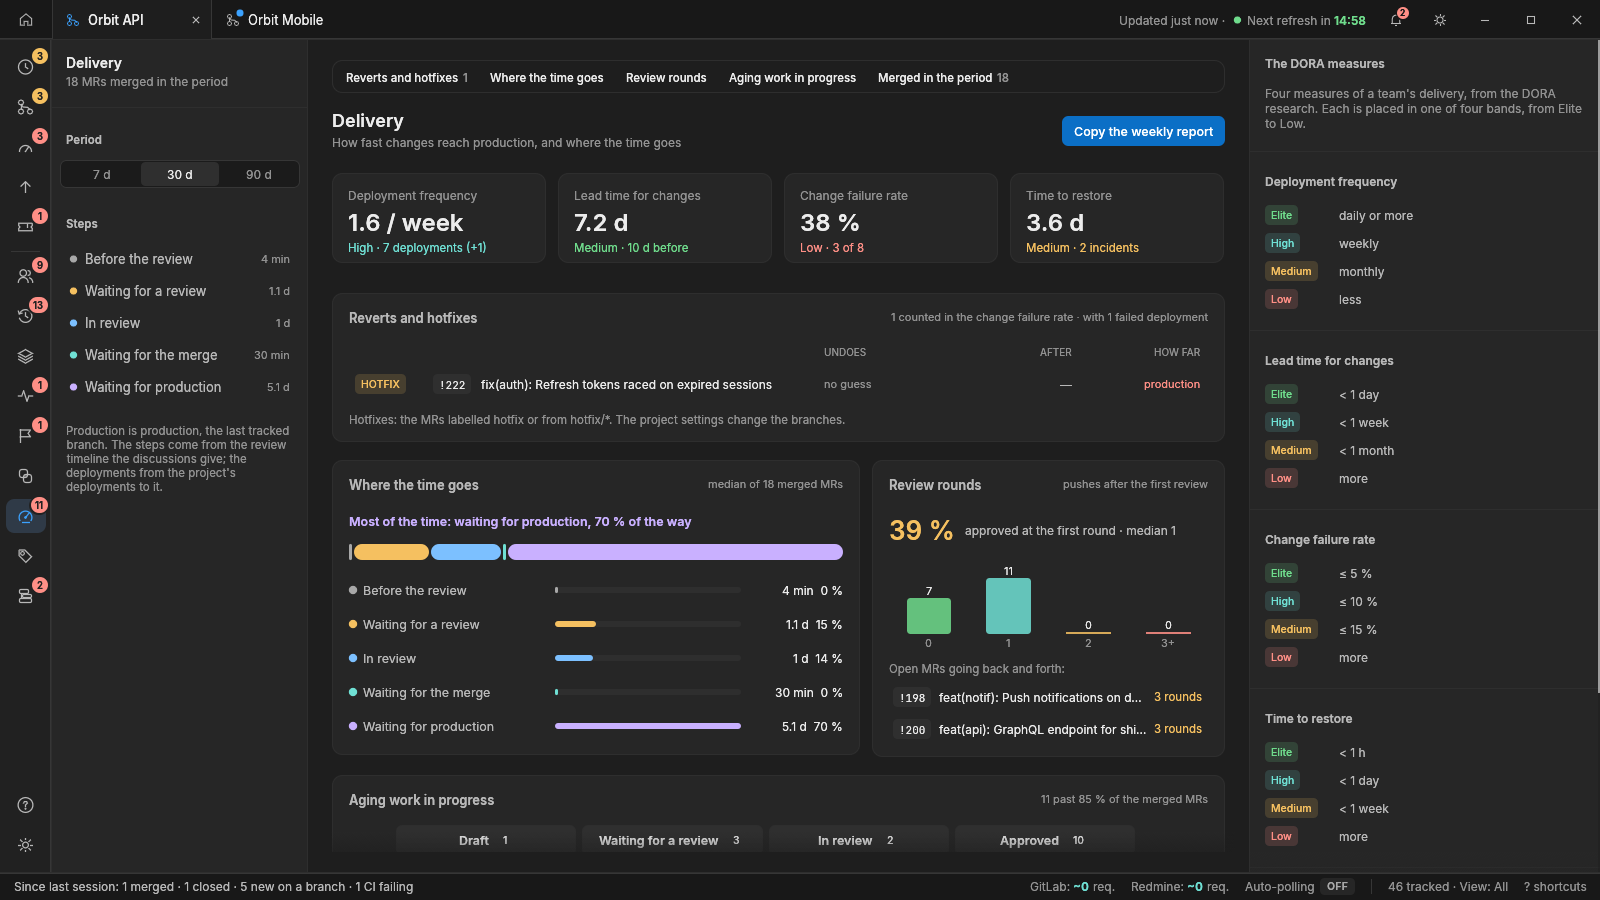 Orbit API
Orbit Mobile
Updated just now ·
Next refresh in 14:58
2
3
3
3
1
9
13
1
1
11
2
Delivery
18 MRs merged in the period
Period
7 d
30 d
90 d
Steps
Before the review 4 min
Waiting for a review 1.1 d
In review 1 d
Waiting for the merge 30 min
Waiting for production 5.1 d
Production is production, the last tracked
branch. The steps come from the review
timeline the discussions give; the
deployments from the project's
deployments to it.
Reverts and hotfixes 1
Where the time goes
Review rounds
Aging work in progress
Merged in the period 18
Delivery
How fast changes reach production, and where the time goes
Copy the weekly report
Deployment frequency
1.6 / week
High · 7 deployments (+1)
Lead time for changes
7.2 d
Medium · 10 d before
Change failure rate
38 %
Low · 3 of 8
Time to restore
3.6 d
Medium · 2 incidents
Reverts and hotfixes
1 counted in the change failure rate · with 1 failed deployment
UNDOES AFTER HOW FAR
HOTFIX !222 fix(auth): Refresh tokens raced on expired sessions no guess — production
Hotfixes: the MRs labelled hotfix or from hotfix/*. The project settings change the branches.
Where the time goes
median of 18 merged MRs
Most of the time: waiting for production, 70 % of the way
Before the review 4 min 0 %
Waiting for a review 1.1 d 15 %
In review 1 d 14 %
Waiting for the merge 30 min 0 %
Waiting for production 5.1 d 70 %
Review rounds
pushes after the first review
39 % approved at the first round · median 1
7 11 0 0
0 1 2 3+
Open MRs going back and forth:
!198 feat(notif): Push notifications on d... 3 rounds
!200 feat(api): GraphQL endpoint for shi... 3 rounds
Aging work in progress
11 past 85 % of the merged MRs
Draft 1
Waiting for a review 3
In review 2
Approved 10
The DORA measures
Four measures of a team's delivery, from the DORA
research. Each is placed in one of four bands, from Elite
to Low.
Deployment frequency
Elite daily or more
High weekly
Medium monthly
Low less
Lead time for changes
Elite < 1 day
High < 1 week
Medium < 1 month
Low more
Change failure rate
Elite ≤ 5 %
High ≤ 10 %
Medium ≤ 15 %
Low more
Time to restore
Elite < 1 h
High < 1 day
Medium < 1 week
Low more
Since last session: 1 merged · 1 closed · 5 new on a branch · 1 CI failing
GitLab: ~0 req.
Redmine: ~0 req.
Auto-polling OFF
46 tracked · View: All
? shortcuts